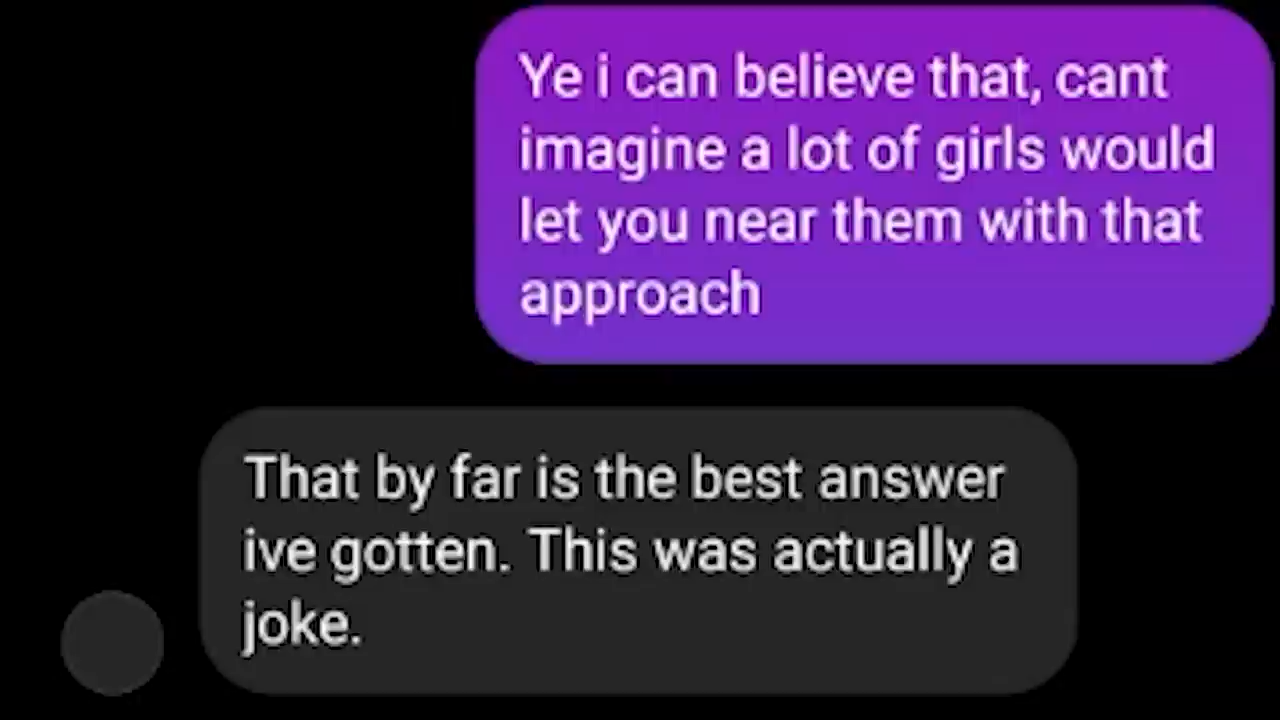 Ye i can believe that, cant
imagine a lot of girls would
let you near them with that
approach
That by far is the best answer
ive gotten. This was actually a
joke.